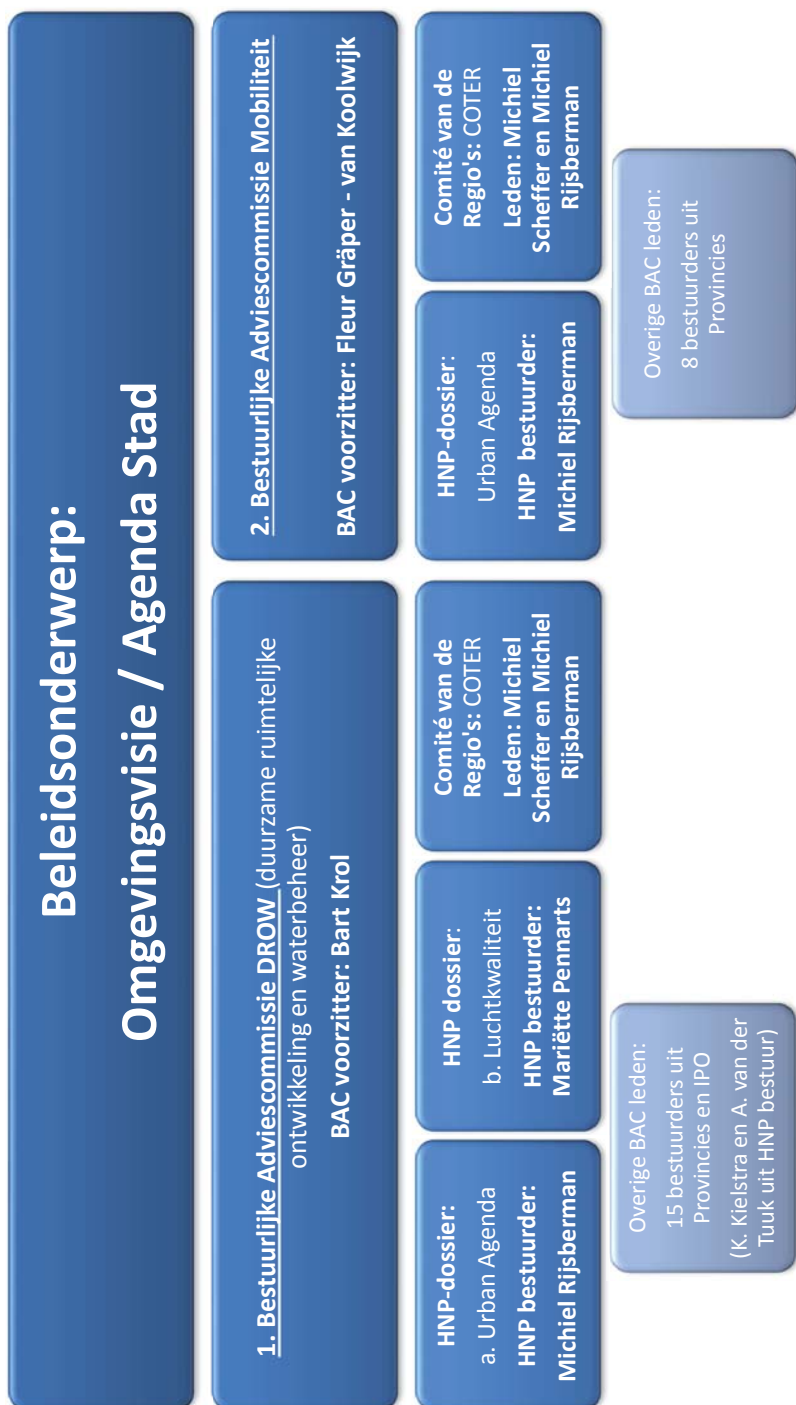 Beleidsonderwerp:
Omgevingsvisie / Agenda Stad
1. Bestuurlijke Adviescommissie DROW (duurzame ruimtelijke
ontwikkeling en waterbeheer)
BAC voorzitter: Bart Krol
HNP-dossier:
a. Urban Agenda
HNP bestuurder:
Michiel Rijsberman
HNP dossier:
b. Luchtkwaliteit
HNP bestuurder:
Mariëtte Pennarts
Comité van de
Regio's: COTER
Leden: Michiel
Scheffer en Michiel
Rijsberman
Overige BAC leden:
15 bestuurders uit
Provincies en IPO
(K. Kielstra en A. van der
Tuuk uit HNP bestuur)
2. Bestuurlijke Adviescommissie Mobiliteit
BAC voorzitter: Fleur Gräper - van Koolwijk
HNP-dossier:
Urban Agenda
HNP bestuurder:
Michiel Rijsberman
Comité van de
Regio's: COTER
Leden: Michiel
Scheffer en Michiel
Rijsberman
Overige BAC leden:
8 bestuurders uit
Provincies